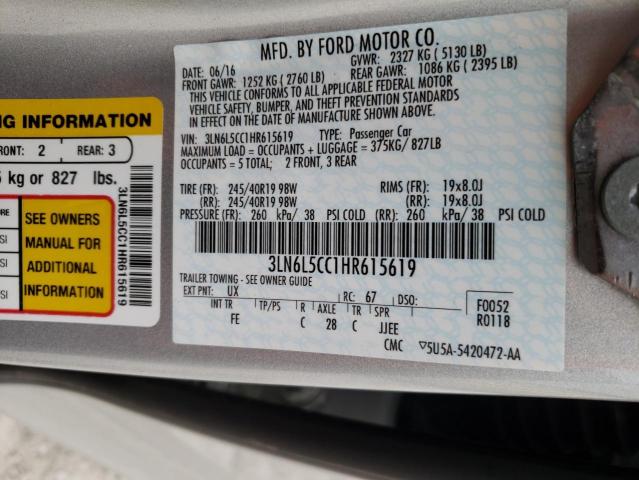 MFD. BY FORD MOTOR CO.
06/16
GVWR: 2327 KG ( 5130 LB)
FRONT GAWR: 1252 KG ( 2760 LB)
REAR GAWR: 1086 KG ( 2395 LB)
THIS VEHICLE CONFORMS TO ALL APPLICABLE FEDERAL MOTOR
VEHICLE SAFETY, BUMPER, AND THEFT PREVENTION STANDARDS
IN EFFECT ON THE DATE OF MANUFACTURE SHOWN ABOVE.
VIN: 3LN6L5CC1HR615619 TYPE: Passenger Car
MAXIMUM LOAD = OCCUPANTS + LUGGAGE = 375KG/ 827LB
OCCUPANTS = 5 TOTAL; 2 FRONT, 3 REAR
TIRE (FR): 245/40R19 98W RIMS (FR): 19x8.0J
(RR): 245/40R19 98W (RR): 19x8.0J
PRESSURE (FR): 260 kPa/ 38 PSI COLD (RR): 260 kPa/ 38 PSI COLD
3LN6L5CC1HR615619
TRAILER TOWING - SEE OWNER GUIDE
EXT PNT: UX RC: 67 DSO:
INT TR TP/PS R AXLE TR SPR
FE C 28 C JJEE
F0052
R0118
CMC ▽5U5A-5420472-AA
NG INFORMATION
FRONT: 2 REAR: 3
5 kg or 827 lbs.
SEE OWNERS
MANUAL FOR
ADDITIONAL
INFORMATION
3LN6L5CC1HR615619